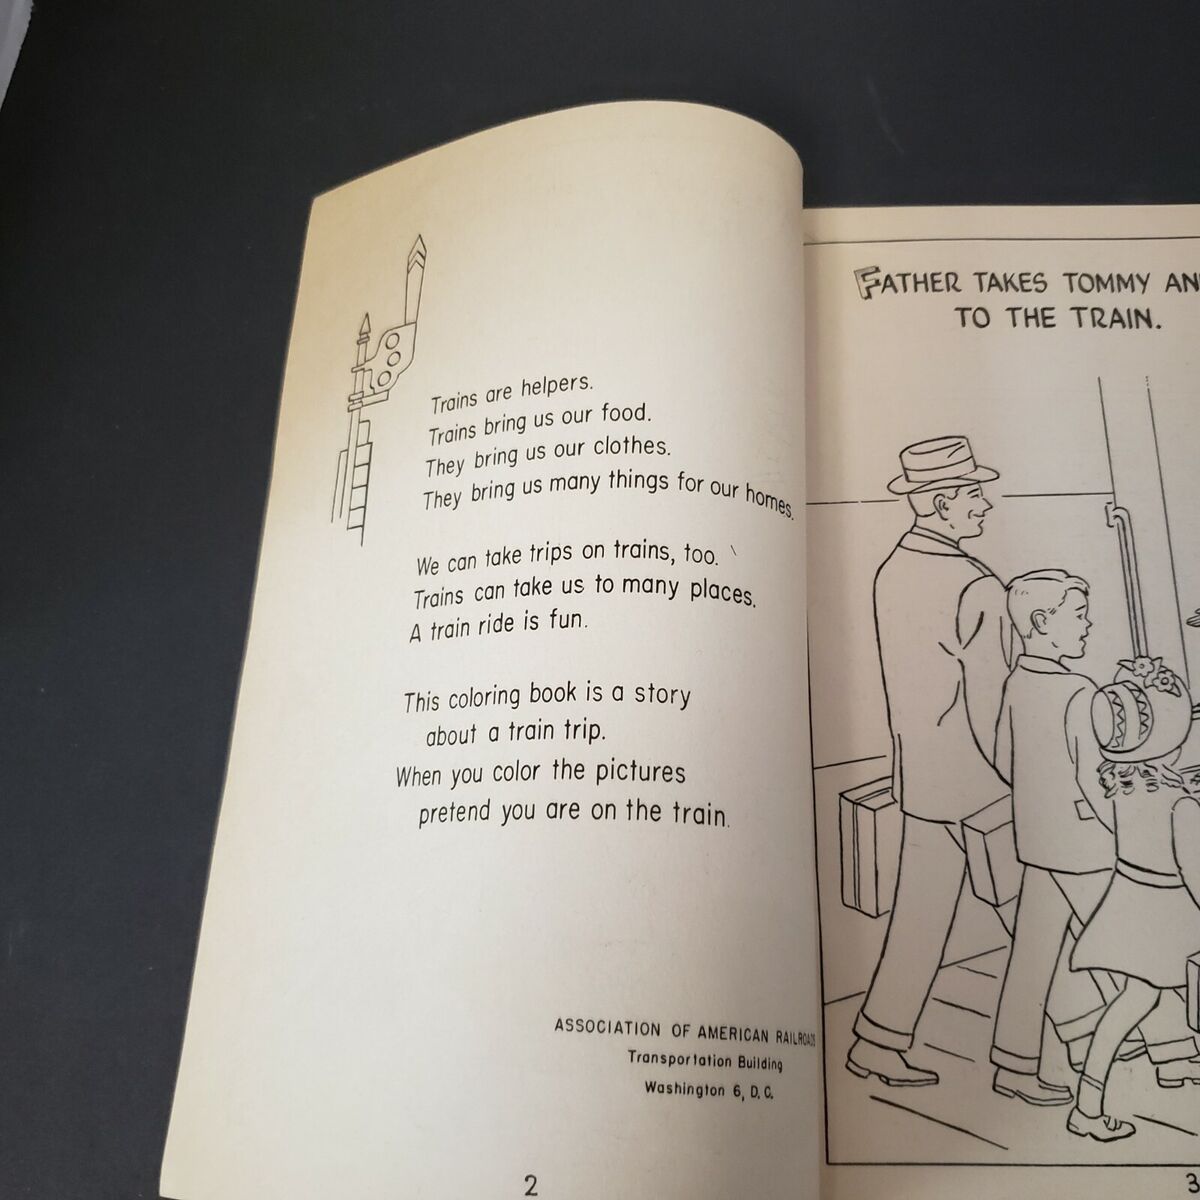 Trains are helpers.
Trains bring us our food.
They bring us our clothes.
They bring us many things for our homes.
We can take trips on trains, too.
Trains can take us to many places.
A train ride is fun.
This coloring book is a story
about a train trip.
When you color the pictures
pretend you are on the train.
ASSOCIATION OF AMERICAN RAILROADS
Transportation Building
Washington 6, D. C.
2
FATHER TAKES TOMMY AN
TO THE TRAIN.
3